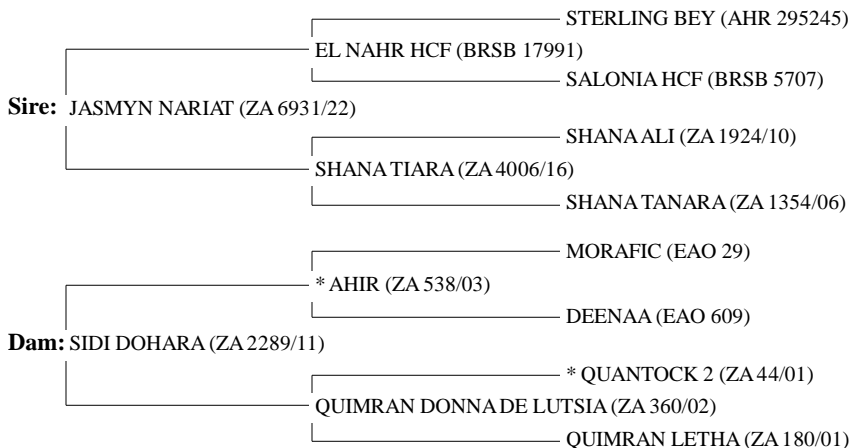 STERLING BEY (AHR 295245)
EL NAHR HCF (BRSB 17991)
SALONIA HCF (BRSB 5707)
Sire: JASMYN NARIAT (ZA 6931/22)
SHANA ALI (ZA 1924/10)
SHANA TIARA (ZA 4006/16)
SHANA TANARA (ZA 1354/06)
MORAFIC (EAO 29)
* AHIR (ZA 538/03)
DEENAA (EAO 609)
Dam: SIDI DOHARA (ZA 2289/11)
* QUANTOCK 2 (ZA 44/01)
QUIMRAN DONNA DE LUTSIA (ZA 360/02)
QUIMRAN LETHA (ZA 180/01)